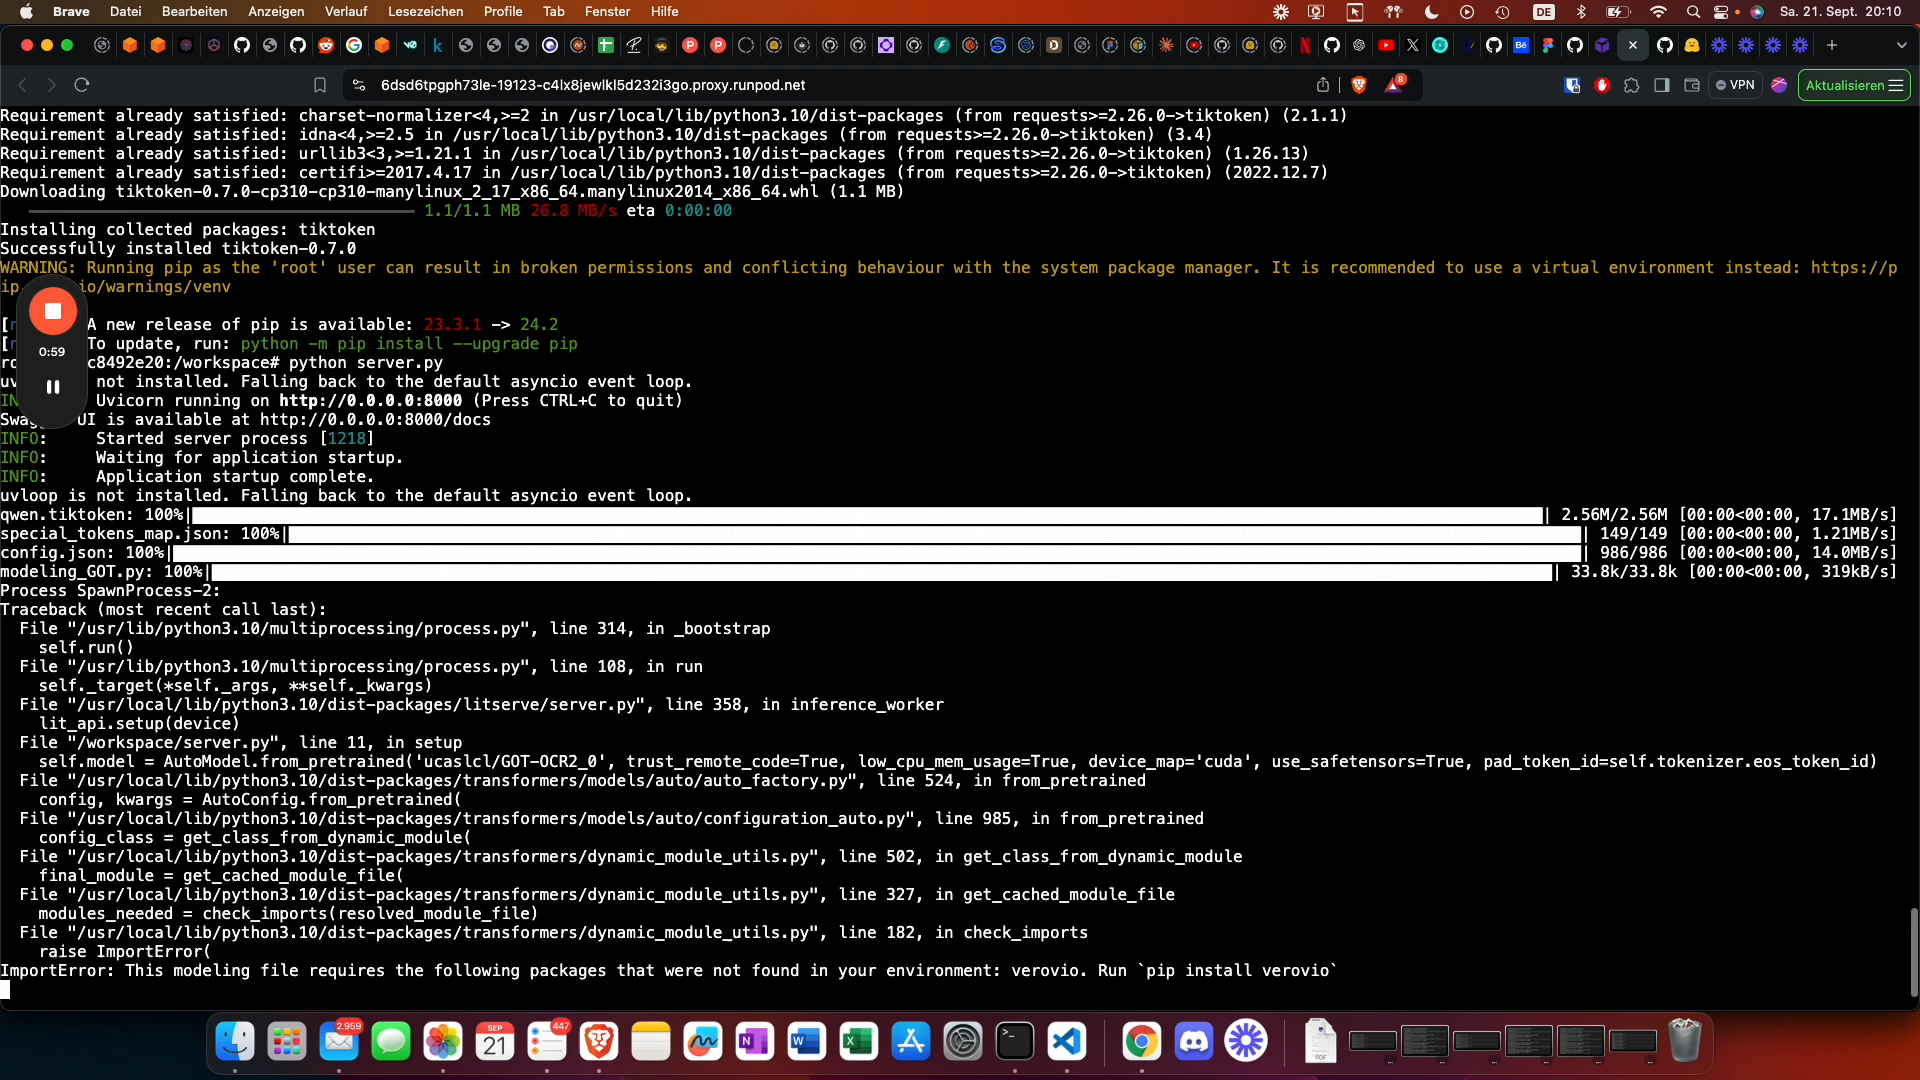 Brave Datei Bearbeiten Anzeigen Verlauf Lesezeichen Profile Tab Fenster Hilfe DE Sa. 21. Sept. 20:10
6dsd6tpgph73le-19123-c4lx8jewlkl5d232i3go.proxy.runpod.net 8 VPN Aktualisieren
Requirement already satisfied: charset-normalizer<4,>=2 in /usr/local/lib/python3.10/dist-packages (from requests>=2.26.0->tiktoken) (2.1.1)
Requirement already satisfied: idna<4,>=2.5 in /usr/local/lib/python3.10/dist-packages (from requests>=2.26.0->tiktoken) (3.4)
Requirement already satisfied: urllib3<3,>=1.21.1 in /usr/local/lib/python3.10/dist-packages (from requests>=2.26.0->tiktoken) (1.26.13)
Requirement already satisfied: certifi>=2017.4.17 in /usr/local/lib/python3.10/dist-packages (from requests>=2.26.0->tiktoken) (2022.12.7)
Downloading tiktoken-0.7.0-cp310-cp310-manylinux_2_17_x86_64.manylinux2014_x86_64.whl (1.1 MB)
1.1/1.1 MB 26.8 MB/s eta 0:00:00
Installing collected packages: tiktoken
Successfully installed tiktoken-0.7.0
WARNING: Running pip as the 'root' user can result in broken permissions and conflicting behaviour with the system package manager. It is recommended to use a virtual environment instead: https://p
ip. io/warnings/venv
[ A new release of pip is available: 23.3.1 -> 24.2
[ To update, run: python -m pip install --upgrade pip
ro c8492e20:/workspace# python server.py
uv not installed. Falling back to the default asyncio event loop.
IN Uvicorn running on http://0.0.0.0:8000 (Press CTRL+C to quit)
Swag UI is available at http://0.0.0.0:8000/docs
INFO: Started server process [1218]
INFO: Waiting for application startup.
INFO: Application startup complete.
uvloop is not installed. Falling back to the default asyncio event loop.
qwen.tiktoken: 100%| | 2.56M/2.56M [00:00<00:00, 17.1MB/s]
special_tokens_map.json: 100%| | 149/149 [00:00<00:00, 1.21MB/s]
config.json: 100%| | 986/986 [00:00<00:00, 14.0MB/s]
modeling_GOT.py: 100%| | 33.8k/33.8k [00:00<00:00, 319kB/s]
Process SpawnProcess-2:
Traceback (most recent call last):
File "/usr/lib/python3.10/multiprocessing/process.py", line 314, in _bootstrap
self.run()
File "/usr/lib/python3.10/multiprocessing/process.py", line 108, in run
self._target(*self._args, **self._kwargs)
File "/usr/local/lib/python3.10/dist-packages/litserve/server.py", line 358, in inference_worker
lit_api.setup(device)
File "/workspace/server.py", line 11, in setup
self.model = AutoModel.from_pretrained('ucaslcl/GOT-OCR2_0', trust_remote_code=True, low_cpu_mem_usage=True, device_map='cuda', use_safetensors=True, pad_token_id=self.tokenizer.eos_token_id)
File "/usr/local/lib/python3.10/dist-packages/transformers/models/auto/auto_factory.py", line 524, in from_pretrained
config, kwargs = AutoConfig.from_pretrained(
File "/usr/local/lib/python3.10/dist-packages/transformers/models/auto/configuration_auto.py", line 985, in from_pretrained
config_class = get_class_from_dynamic_module(
File "/usr/local/lib/python3.10/dist-packages/transformers/dynamic_module_utils.py", line 502, in get_class_from_dynamic_module
final_module = get_cached_module_file(
File "/usr/local/lib/python3.10/dist-packages/transformers/dynamic_module_utils.py", line 327, in get_cached_module_file
modules_needed = check_imports(resolved_module_file)
File "/usr/local/lib/python3.10/dist-packages/transformers/dynamic_module_utils.py", line 182, in check_imports
raise ImportError(
ImportError: This modeling file requires the following packages that were not found in your environment: verovio. Run `pip install verovio`
0:59
2.959 SEP 21 447 PDF